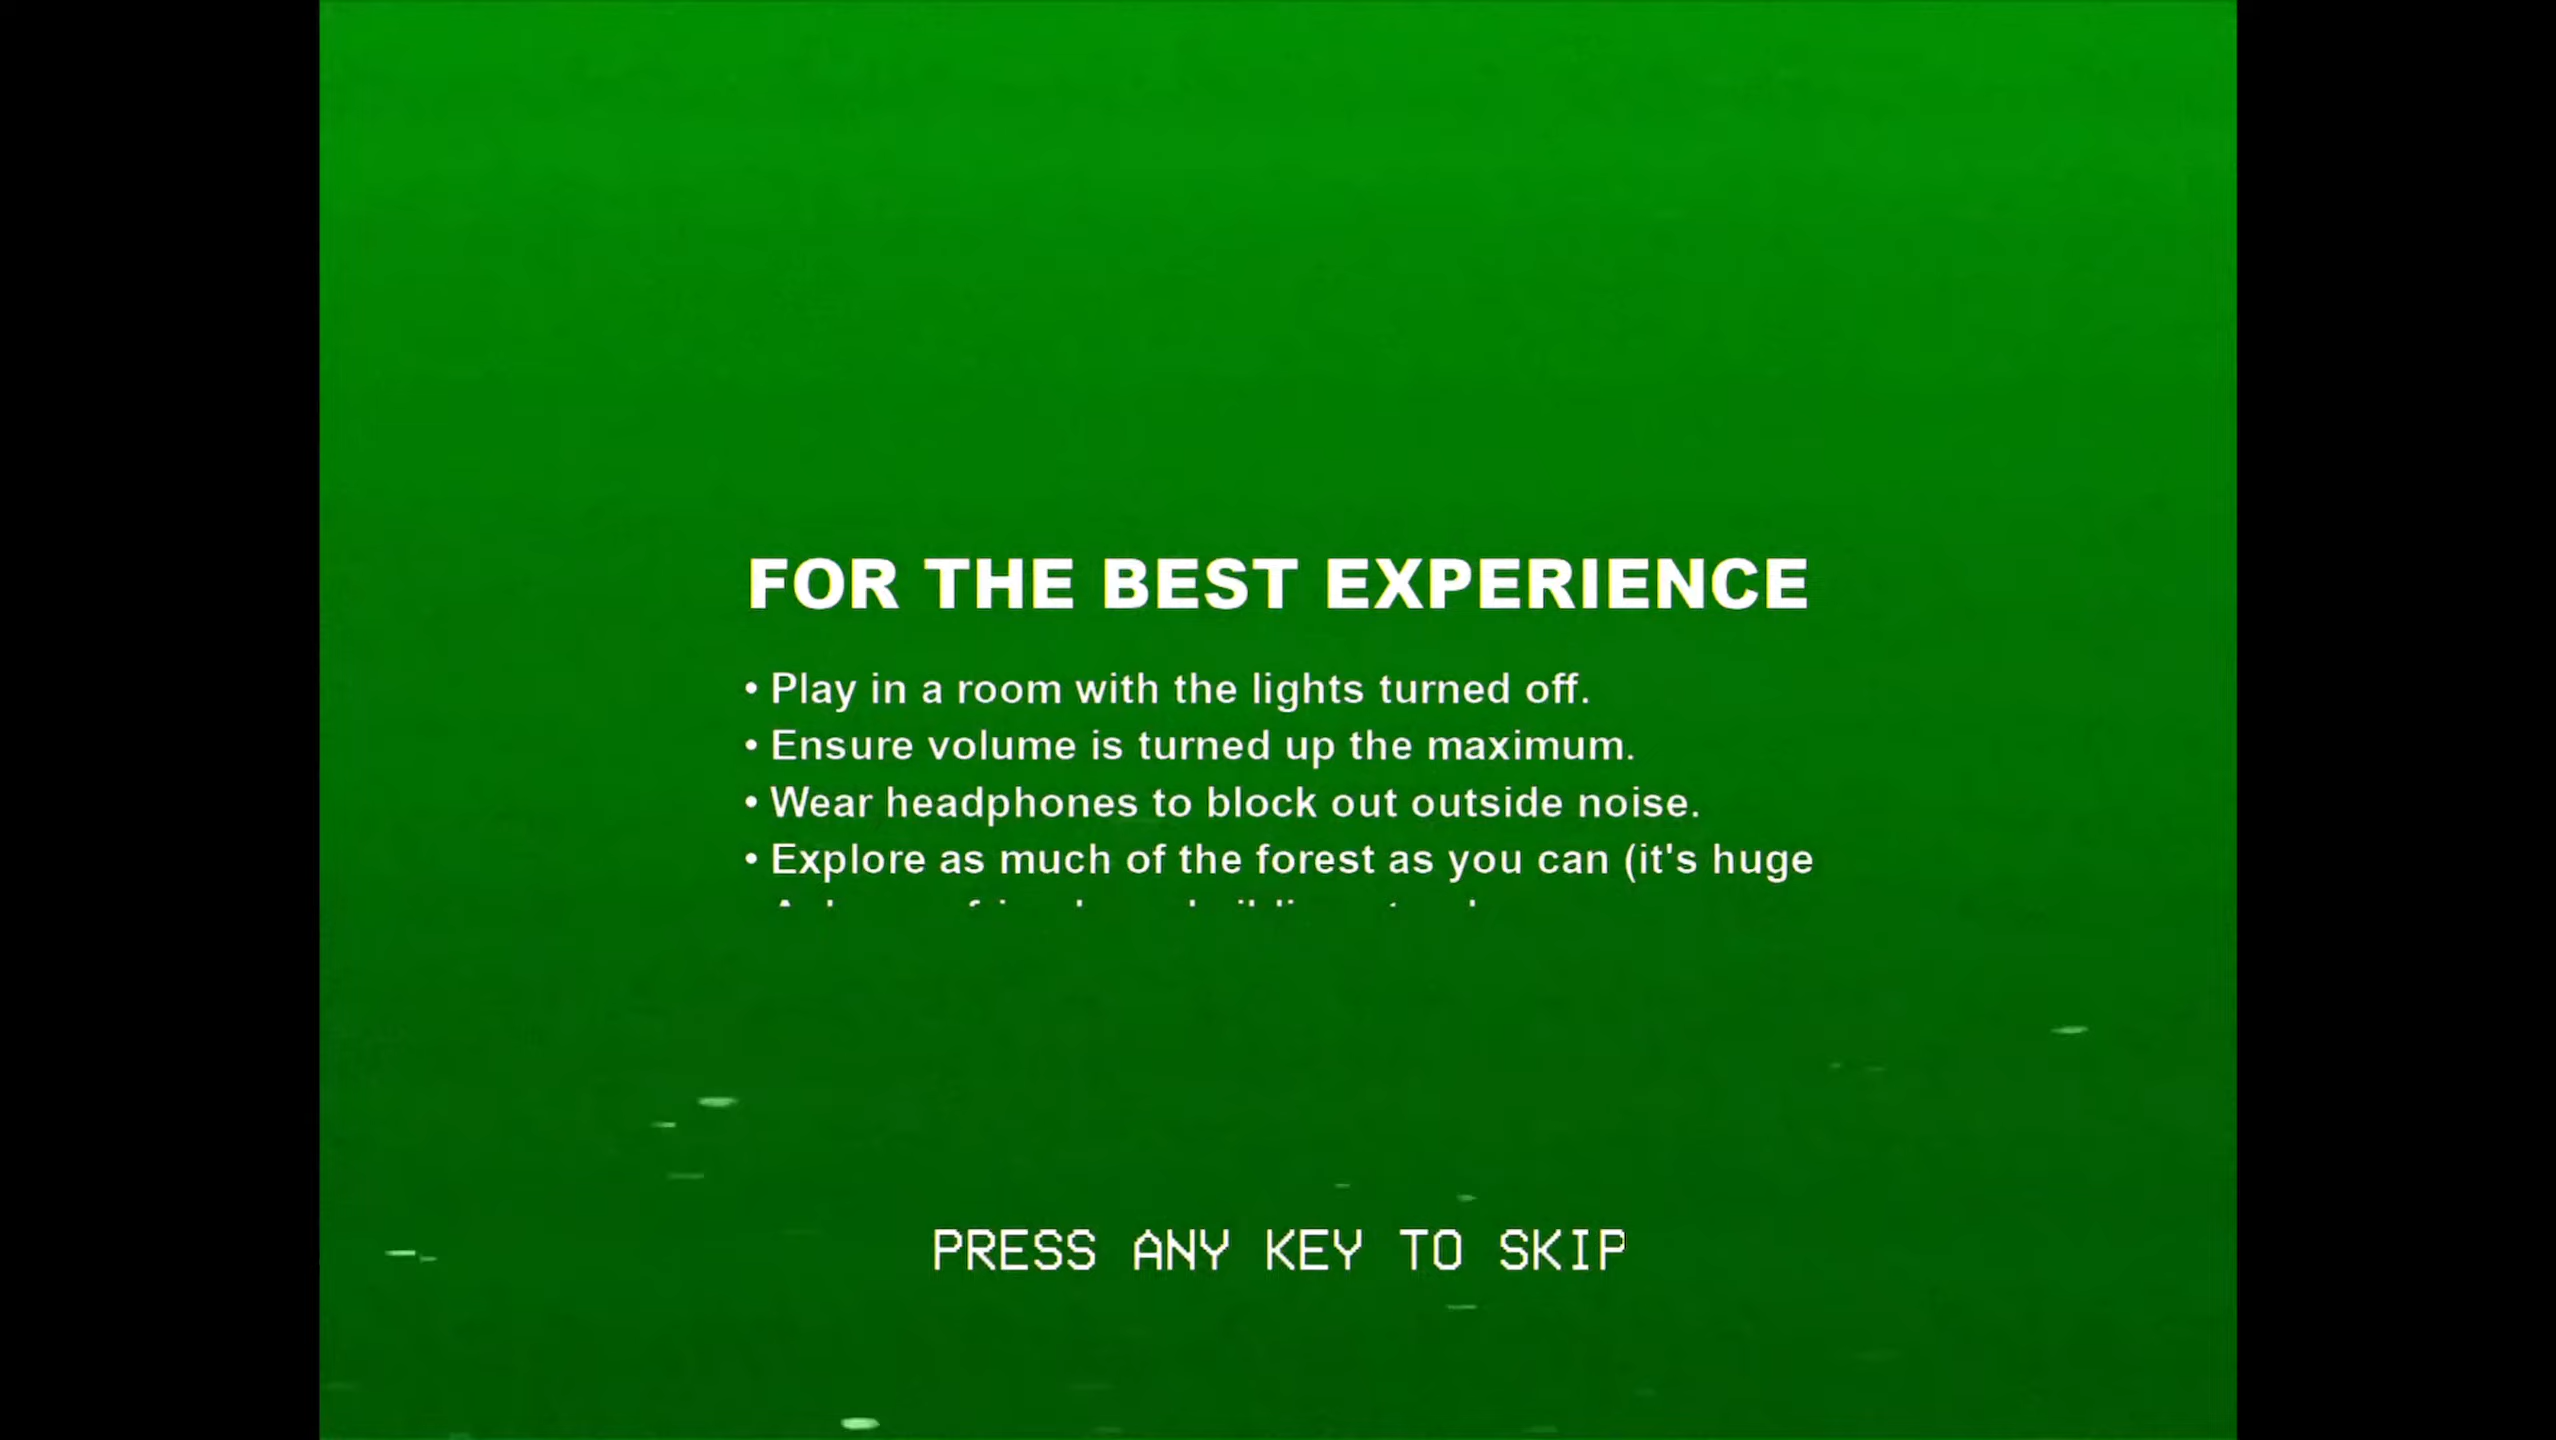 FOR THE BEST EXPERIENCE
• Play in a room with the lights turned off.
• Ensure volume is turned up the maximum.
• Wear headphones to block out outside noise.
• Explore as much of the forest as you can (it's huge
PRESS ANY KEY TO SKIP